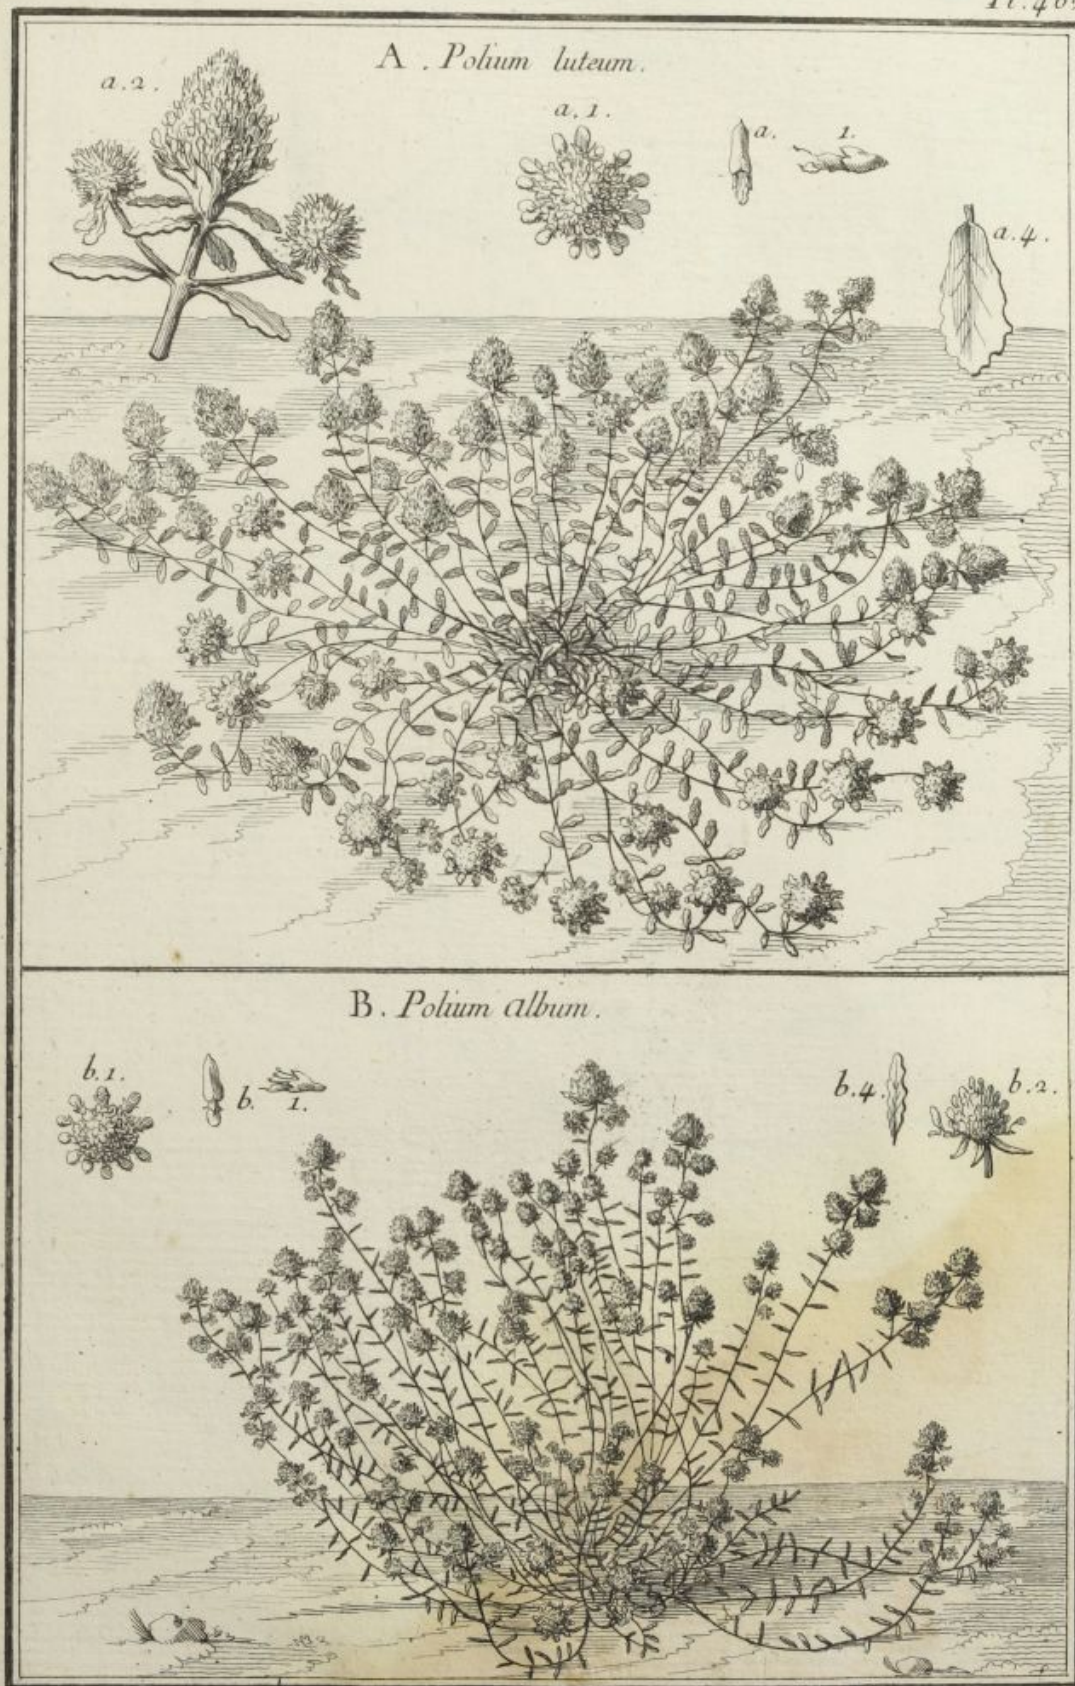 A. Polium luteum.
a.2.
a.1.
a. 1.
a.4.
B. Polium album.
b.1.
b. 1.
b.4.
b.2.